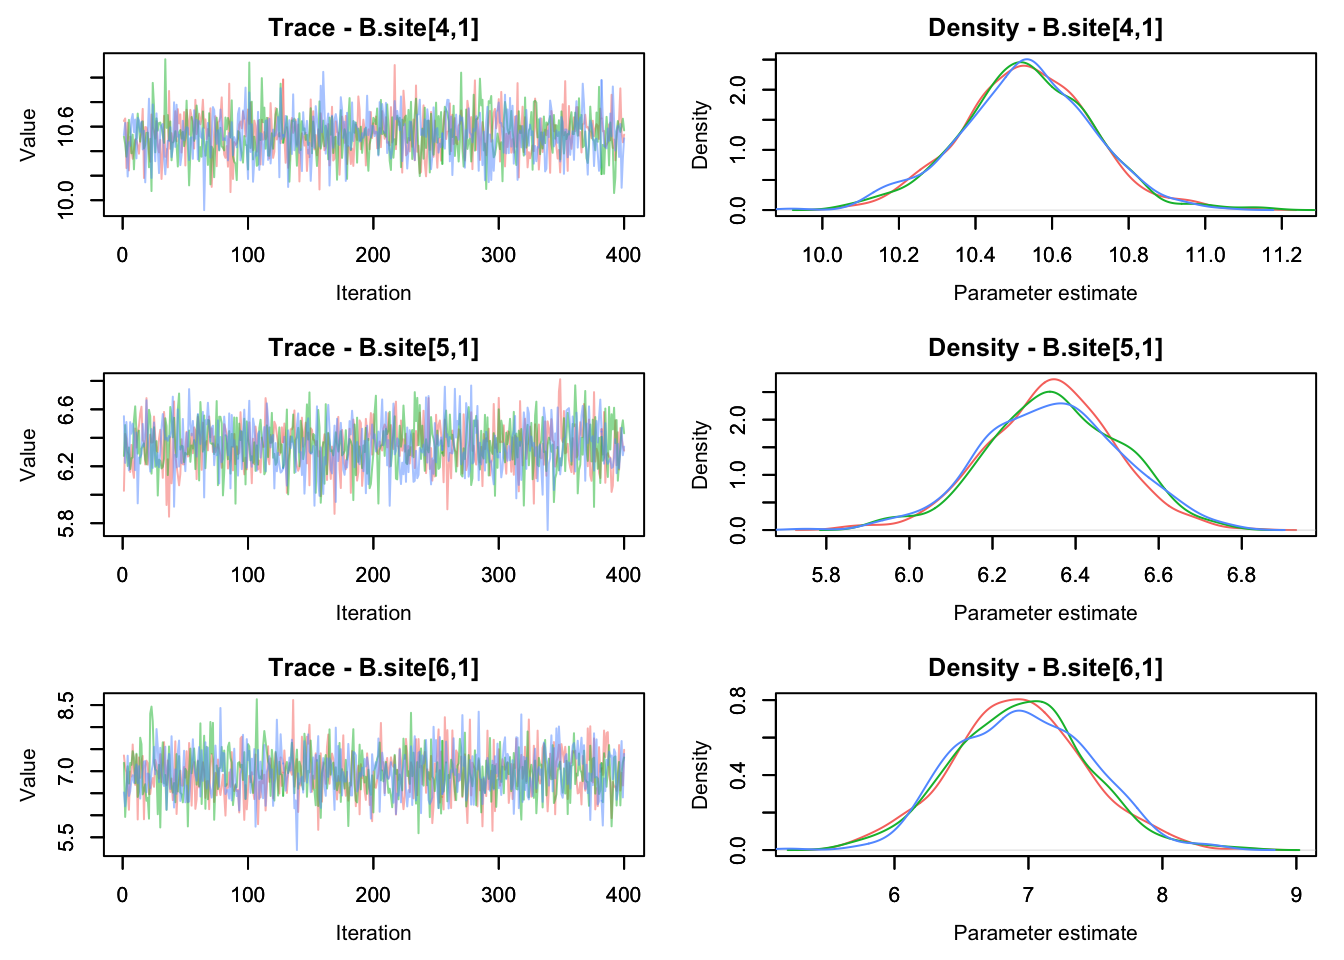 Trace - B.site[4,1]
Value
10.0 10.6
0 100 200 300 400
Iteration
Density - B.site[4,1]
Density
0.0 1.0 2.0
10.0 10.2 10.4 10.6 10.8 11.0 11.2
Parameter estimate
Trace - B.site[5,1]
Value
5.8 6.2 6.6
0 100 200 300 400
Iteration
Density - B.site[5,1]
Density
0.0 1.0 2.0
5.8 6.0 6.2 6.4 6.6 6.8
Parameter estimate
Trace - B.site[6,1]
Value
5.5 7.0 8.5
0 100 200 300 400
Iteration
Density - B.site[6,1]
Density
0.0 0.4 0.8
6 7 8 9
Parameter estimate